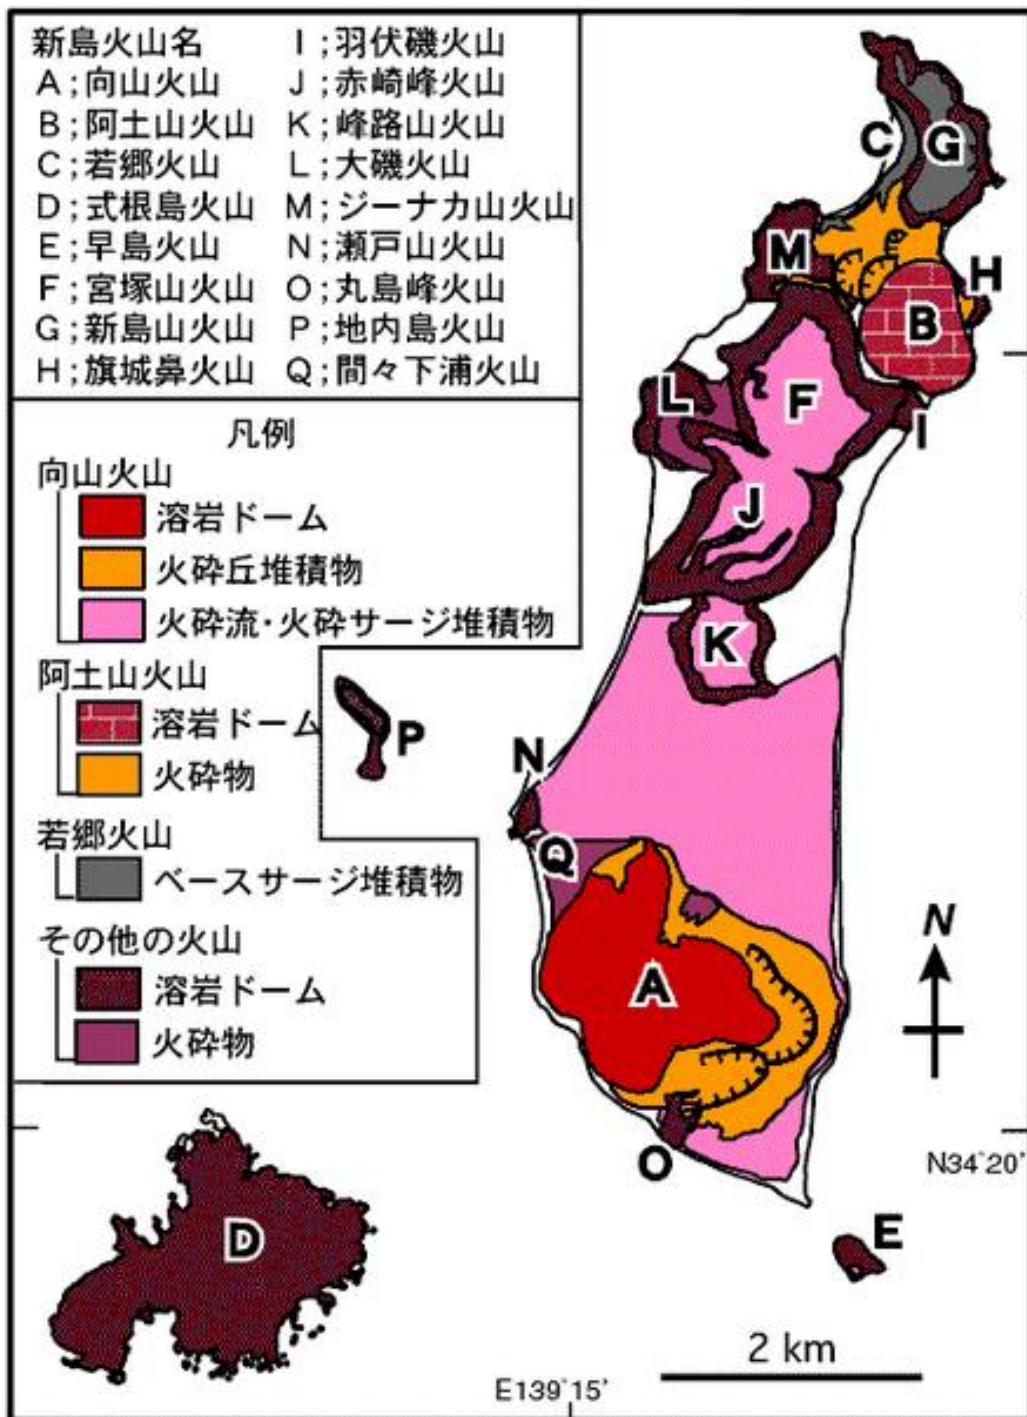 新島火山名
A;向山火山
B;阿土山火山
C;若郷火山
D;式根島火山
E;早島火山
F;宮塚山火山
G;新島山火山
H;旗城鼻火山
I;羽伏磯火山
J;赤崎峰火山
K;峰路山火山
L;大磯火山
M;ジーナカ山火山
N;瀬戸山火山
O;丸島峰火山
P;地内島火山
Q;間々下浦火山
凡例
向山火山
溶岩ドーム
火砕丘堆積物
火砕流・火砕サージ堆積物
阿土山火山
溶岩ドーム
火砕物
若郷火山
ベースサージ堆積物
その他の火山
溶岩ドーム
火砕物
C
G
M
H
B
L
F
I
J
K
P
N
Q
A
N
O
N34°20'
D
E
2 km
E139°15'